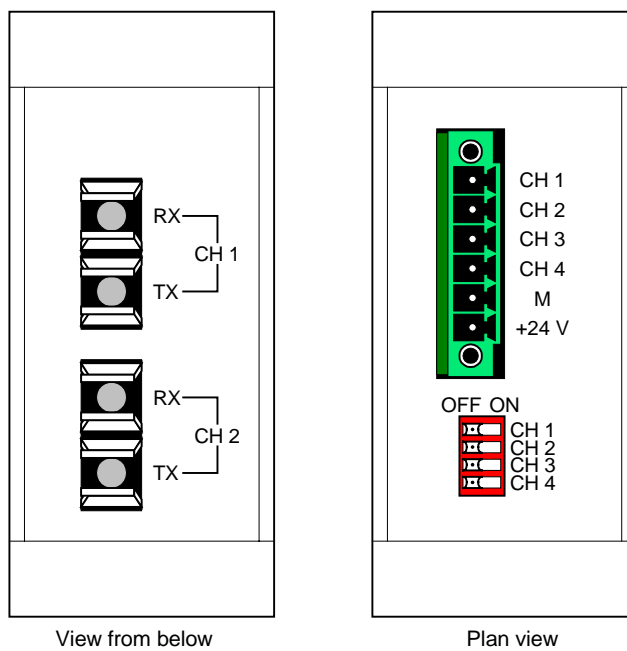 RX
CH 1
TX
RX
CH 2
TX
View from below
CH 1
CH 2
CH 3
CH 4
M
+24 V
OFF ON
CH 1
CH 2
CH 3
CH 4
Plan view